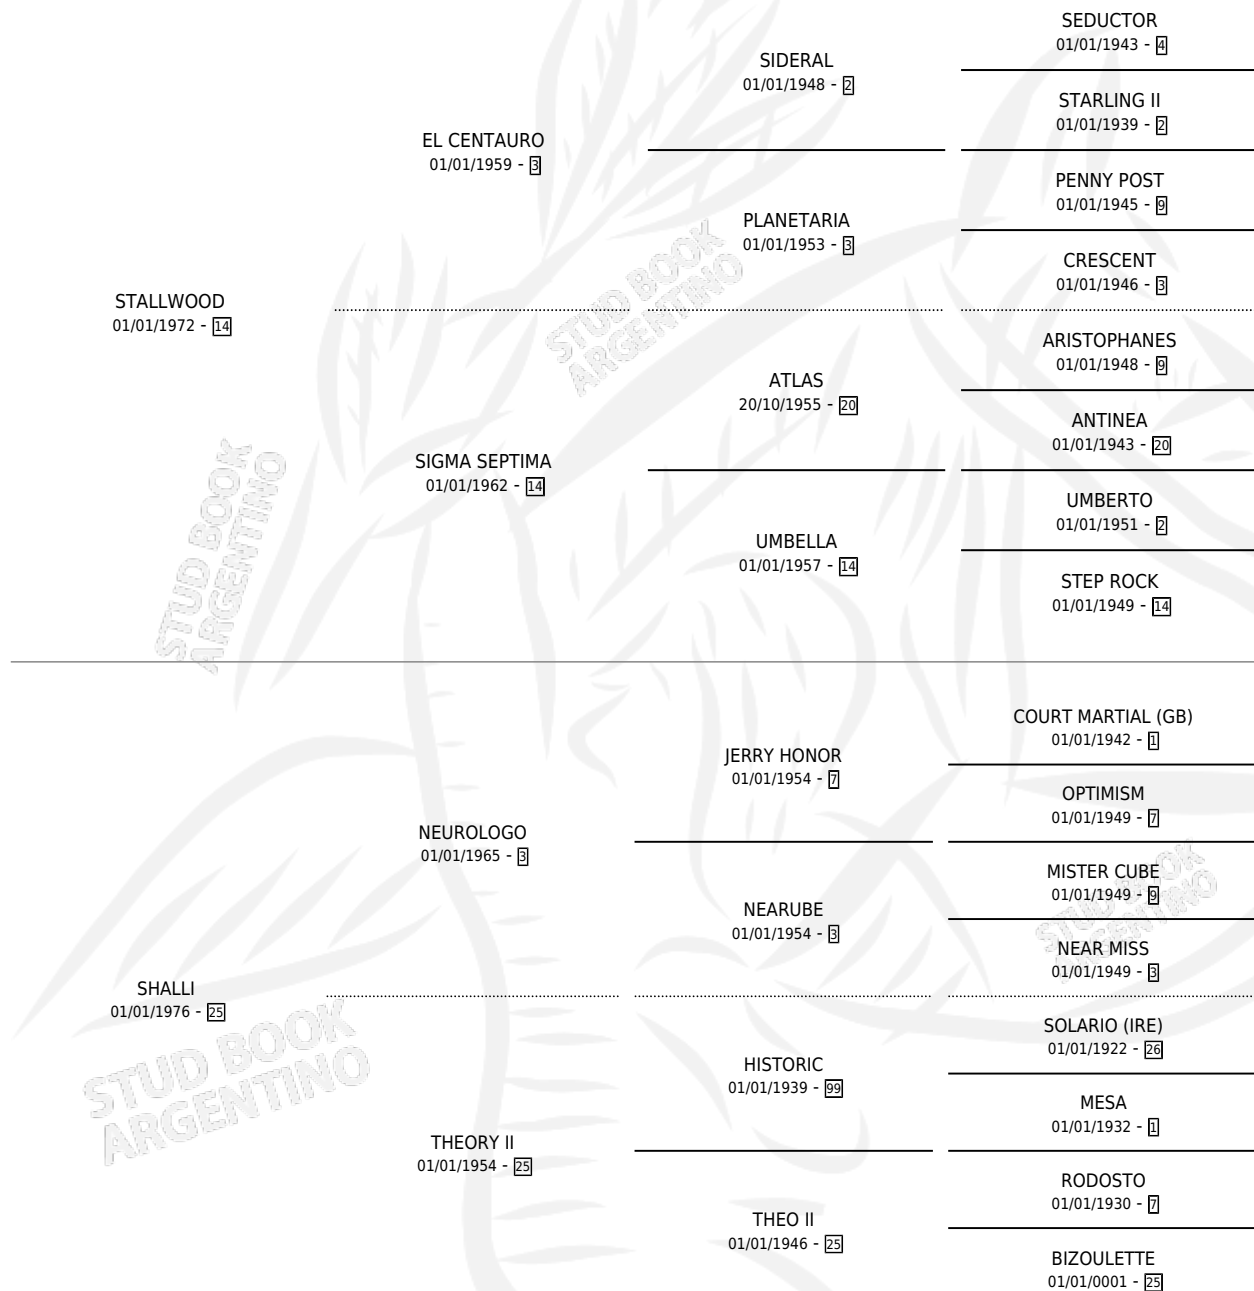 SEDUCTOR
01/01/1943 - 4
SIDERAL
01/01/1948 - 2
STARLING II
01/01/1939 - 2
EL CENTAURO
01/01/1959 - 3
PENNY POST
01/01/1945 - 9
PLANETARIA
01/01/1953 - 3
CRESCENT
01/01/1946 - 3
STALLWOOD
01/01/1972 - 14
STUD BOOK
ARGENTINO
ARISTOPHANES
01/01/1948 - 9
ATLAS
20/10/1955 - 20
ANTINEA
01/01/1943 - 20
SIGMA SEPTIMA
01/01/1962 - 14
UMBERTO
01/01/1951 - 2
UMBELLA
01/01/1957 - 14
STEP ROCK
01/01/1949 - 14
STUD BOOK
ARGENTINO
COURT MARTIAL (GB)
01/01/1942 - 1
JERRY HONOR
01/01/1954 - 7
OPTIMISM
01/01/1949 - 7
NEUROLOGO
01/01/1965 - 3
MISTER CUBE
01/01/1949 - 9
NEARUBE
01/01/1954 - 3
NEAR MISS
01/01/1949 - 3
STUD BOOK
ARGENTINO
SHALLI
01/01/1976 - 25
SOLARIO (IRE)
01/01/1922 - 26
HISTORIC
01/01/1939 - 99
MESA
01/01/1932 - 1
STUD BOOK
ARGENTINO
THEORY II
01/01/1954 - 25
RODOSTO
01/01/1930 - 7
THEO II
01/01/1946 - 25
BIZOULETTE
01/01/0001 - 25